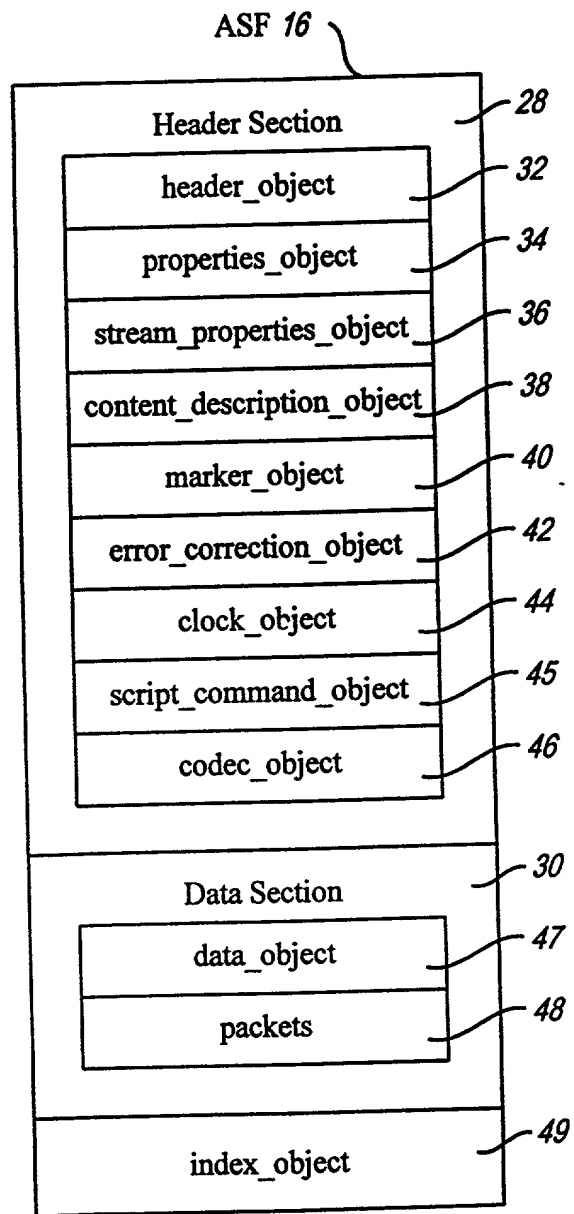 ASF 16
Header Section 28
header_object 32
properties_object 34
stream_properties_object 36
content_description_object 38
marker_object 40
error_correction_object 42
clock_object 44
script_command_object 45
codec_object 46
Data Section 30
data_object 47
packets 48
index_object 49